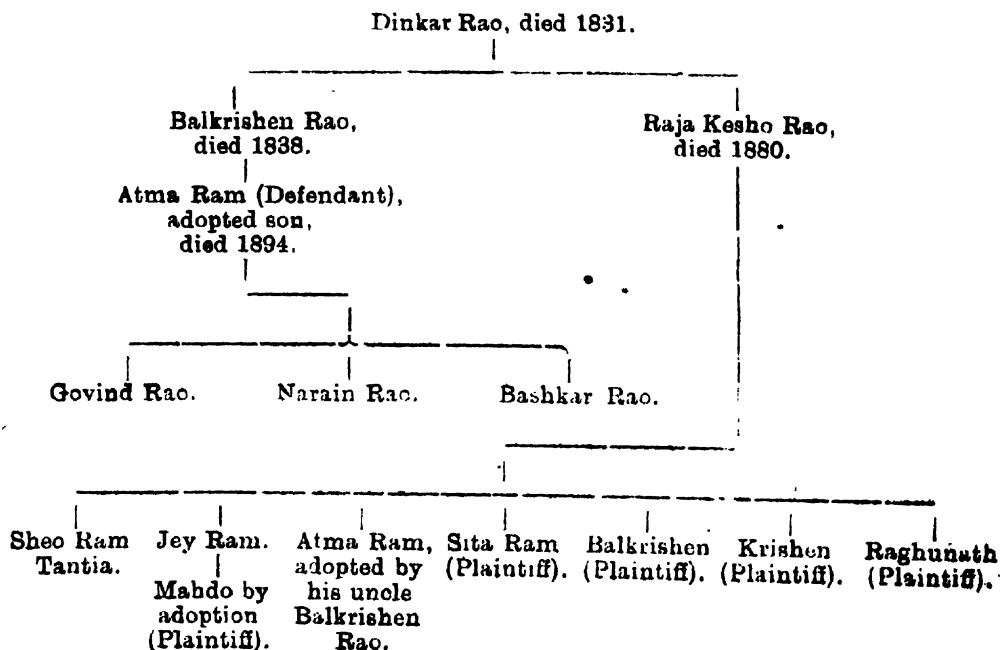 Dinkar Rao, died 1831.
Balkrishen Rao,
died 1838.
Raja Kesho Rao,
died 1880.
Atma Ram (Defendant),
adopted son,
died 1894.
Govind Rao.
Narain Rao.
Bashkar Rao.
Sheo Ram
Tantia.
Jey Ram.
Mahdo by
adoption
(Plaintiff).
Atma Ram,
adopted by
his uncle
Balkrishen
Rao.
Sita Ram
(Plaintiff).
Balkrishen
(Plaintiff).
Krishen
(Plaintiff).
Raghunath
(Plaintiff).